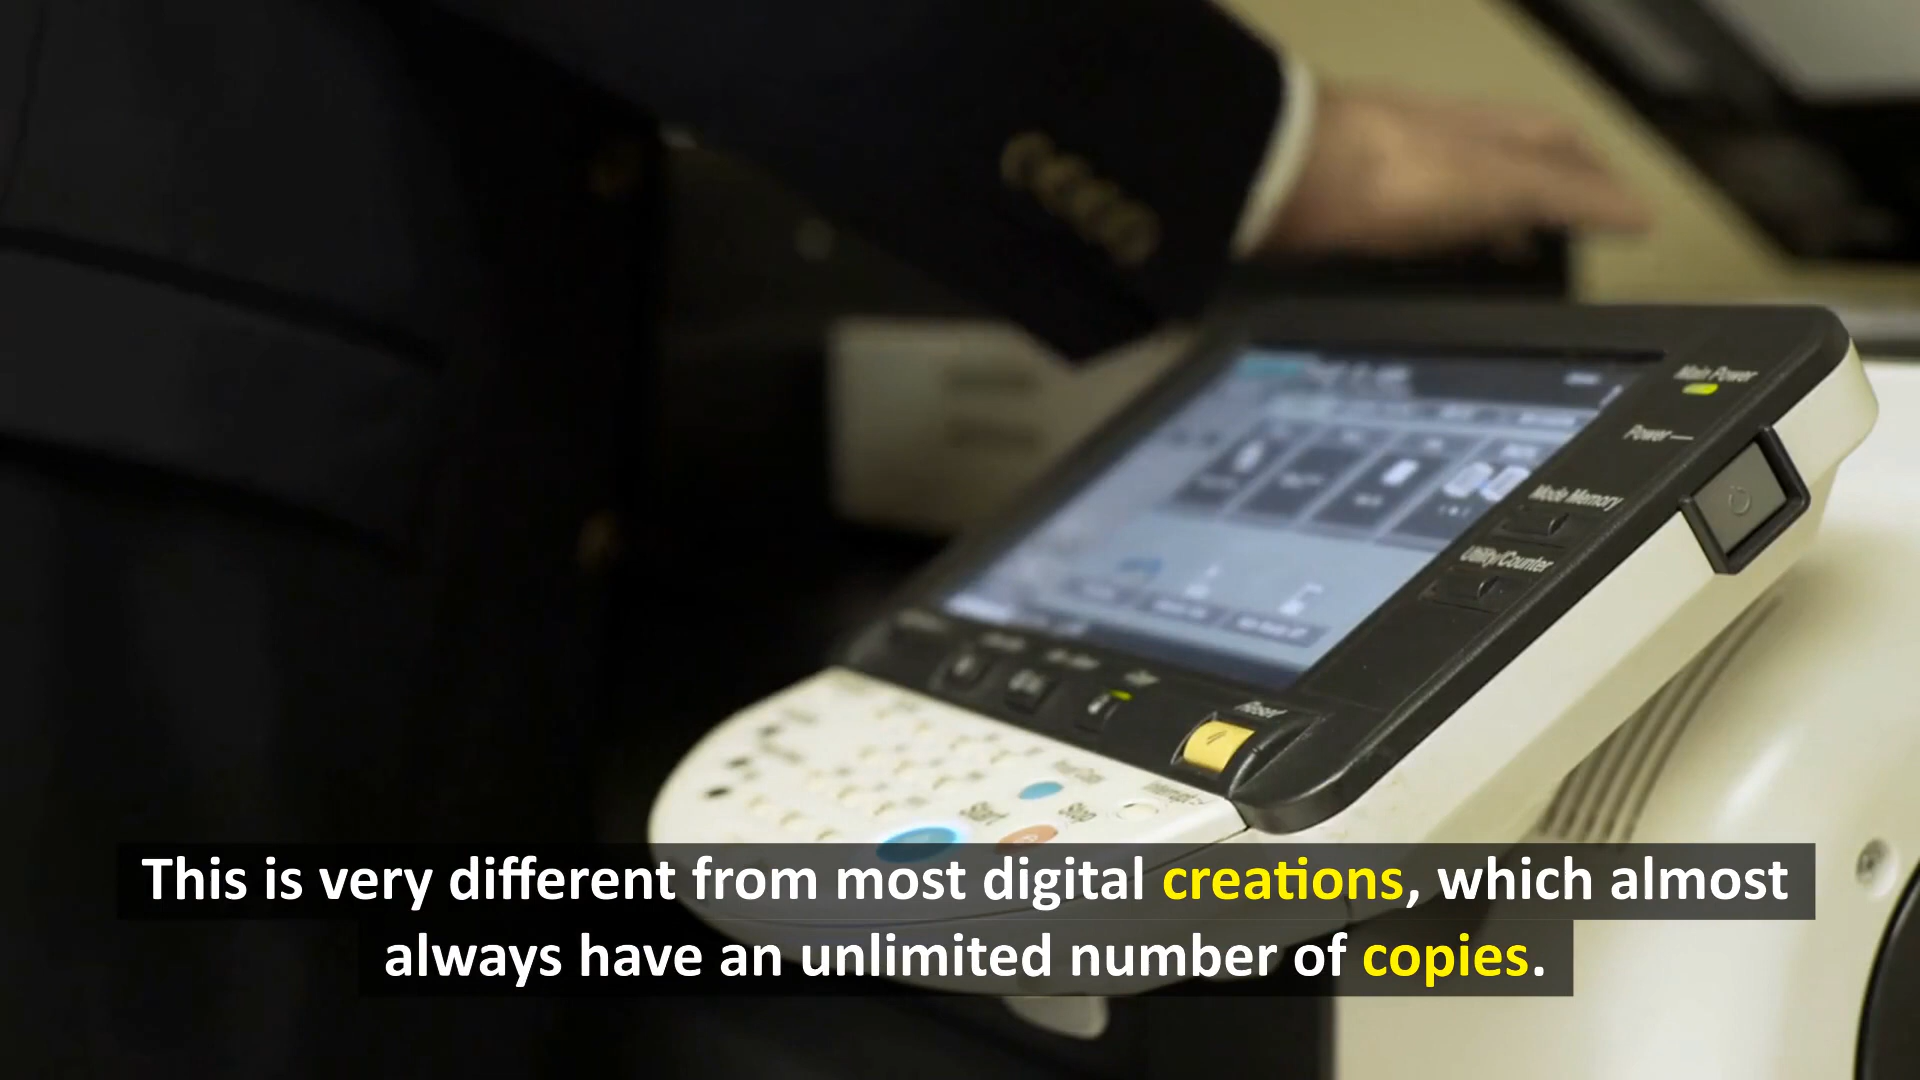 Main Power
Power
Mode Memory
Utility/Counter
Reset
Start
Stop
This is very different from most digital creations, which almost
always have an unlimited number of copies.